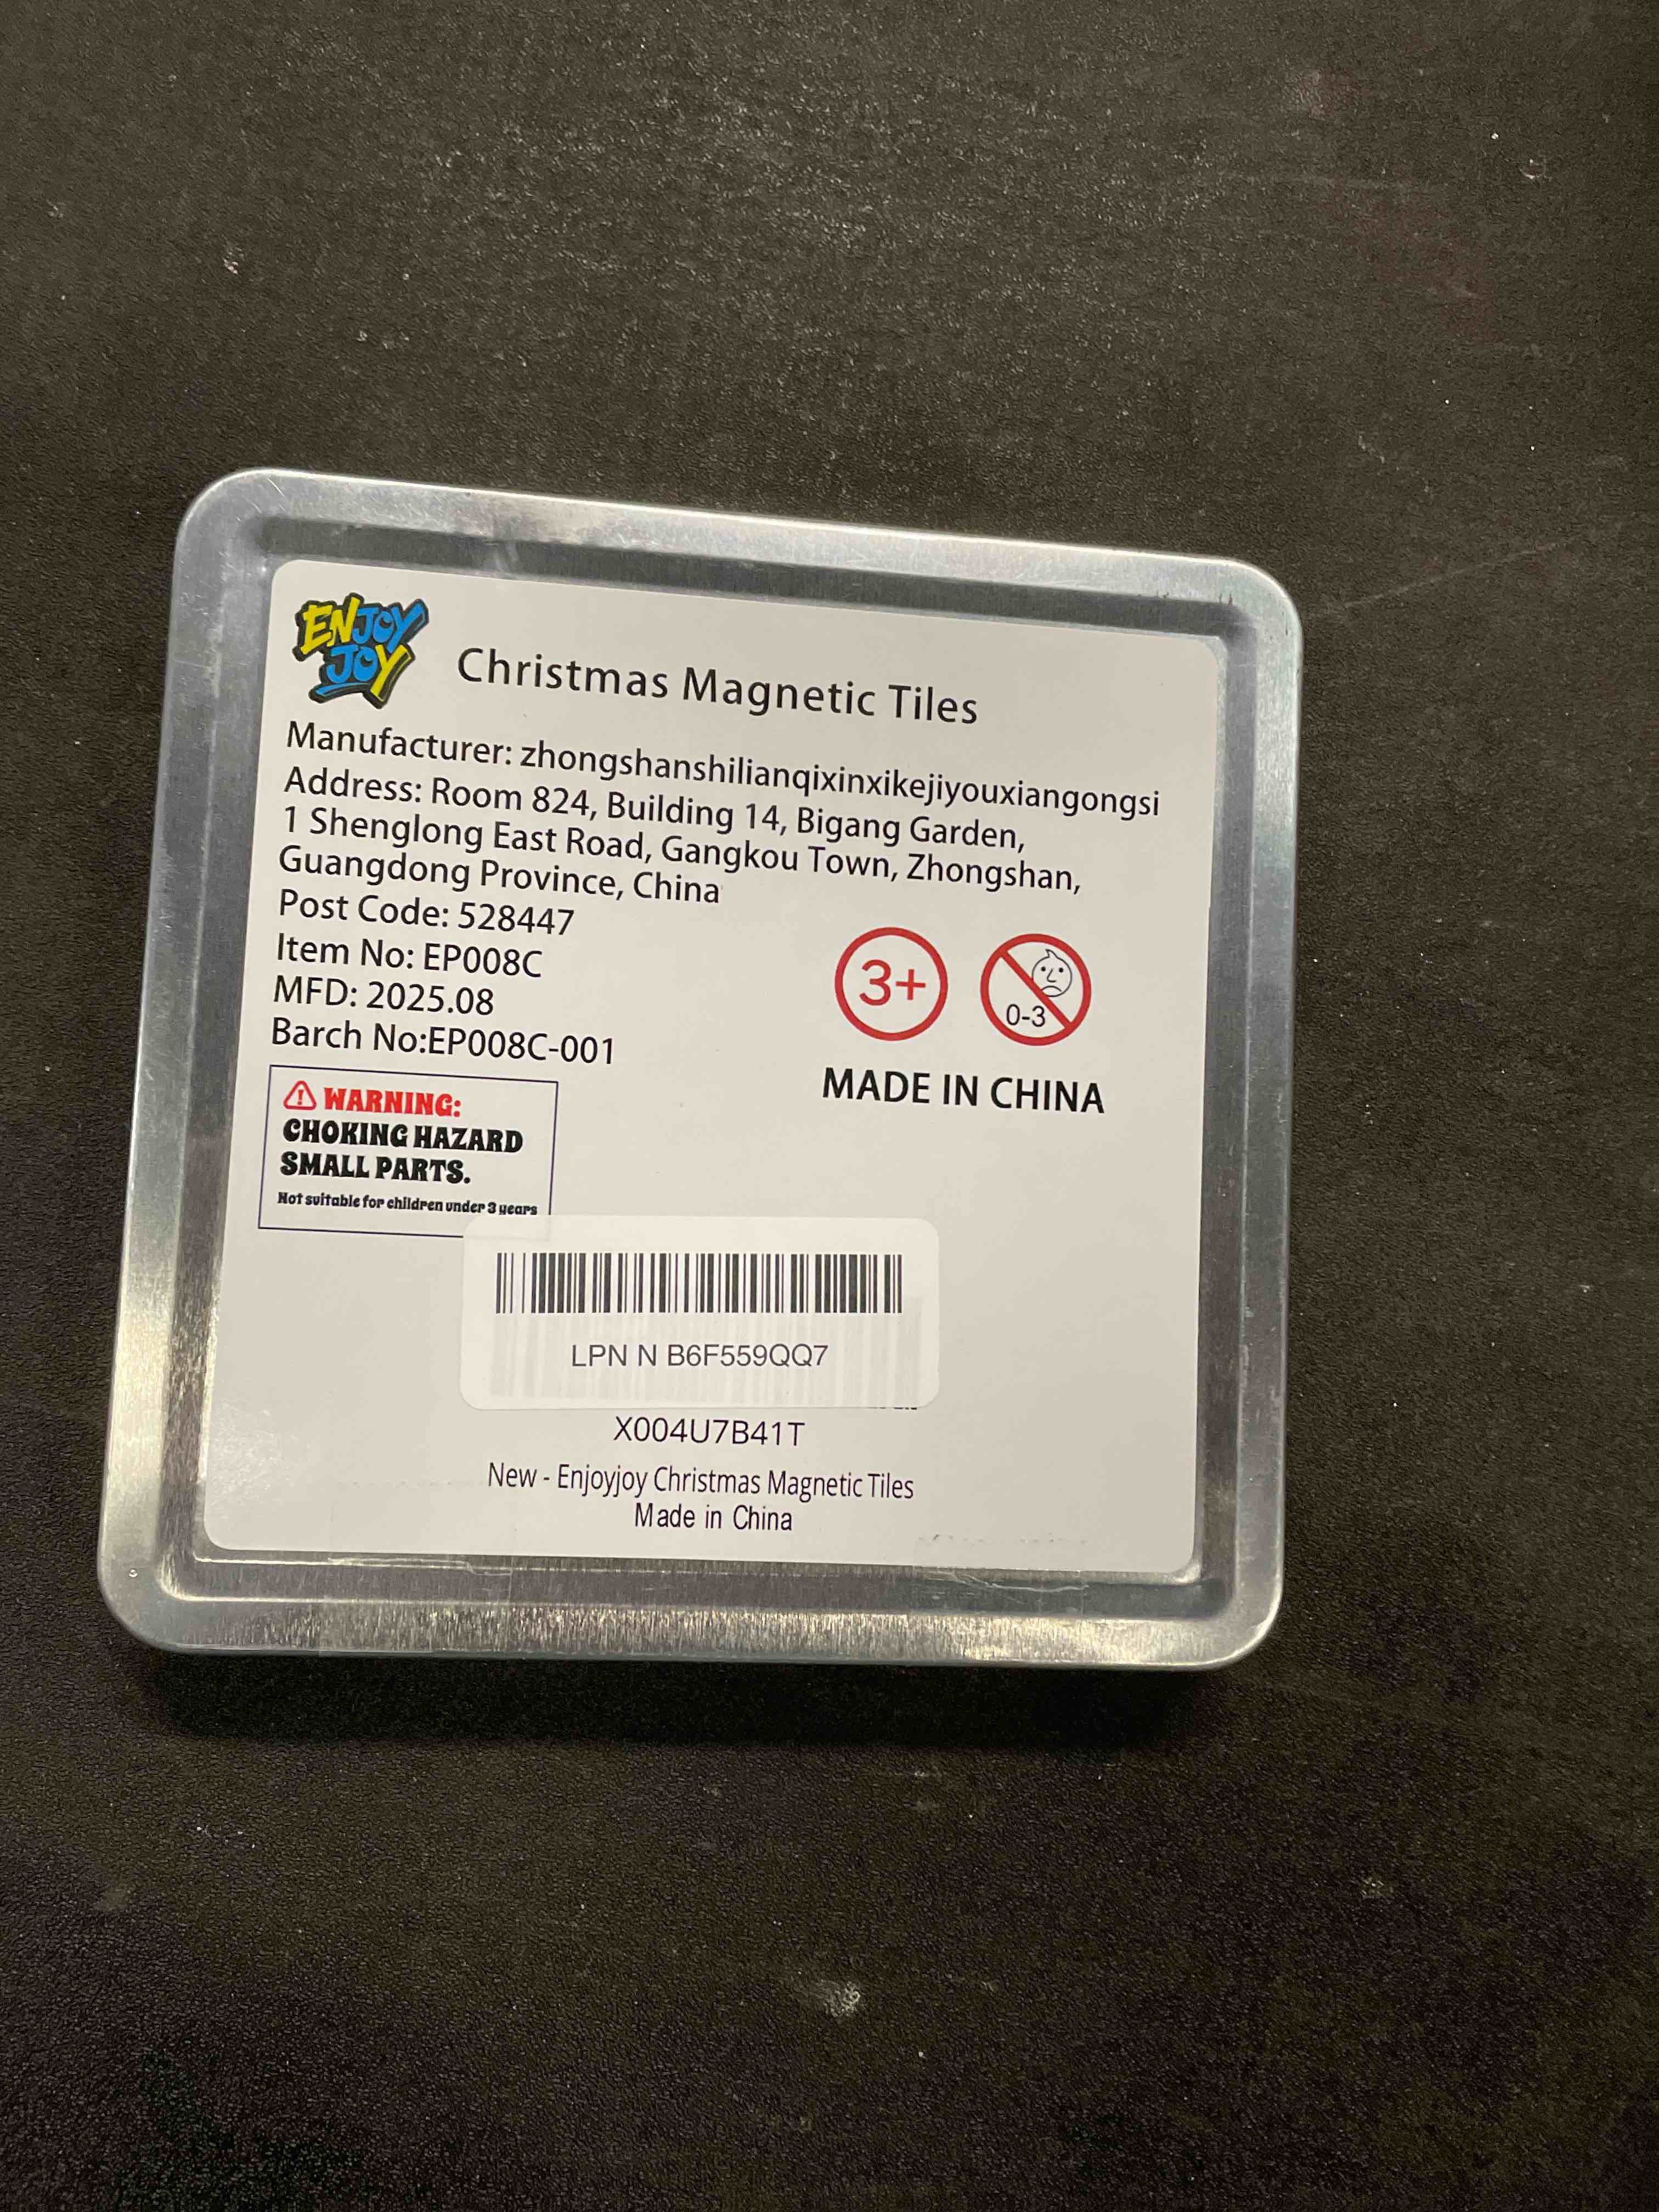 ENJOY
JOY
Christmas Magnetic Tiles
Manufacturer: zhongshanshilianqixinxikejiyouxiangongsi
Address: Room 824, Building 14, Bigang Garden,
1 Shenglong East Road, Gangkou Town, Zhongshan,
Guangdong Province, China
Post Code: 528447
Item No: EP008C
MFD: 2025.08
Barch No:EP008C-001
3+
0-3
MADE IN CHINA
WARNING:
CHOKING HAZARD
SMALL PARTS.
Not suitable for children under 3 years
LPN N B6F559QQ7
X004U7B41T
New - Enjoyjoy Christmas Magnetic Tiles
Made in China